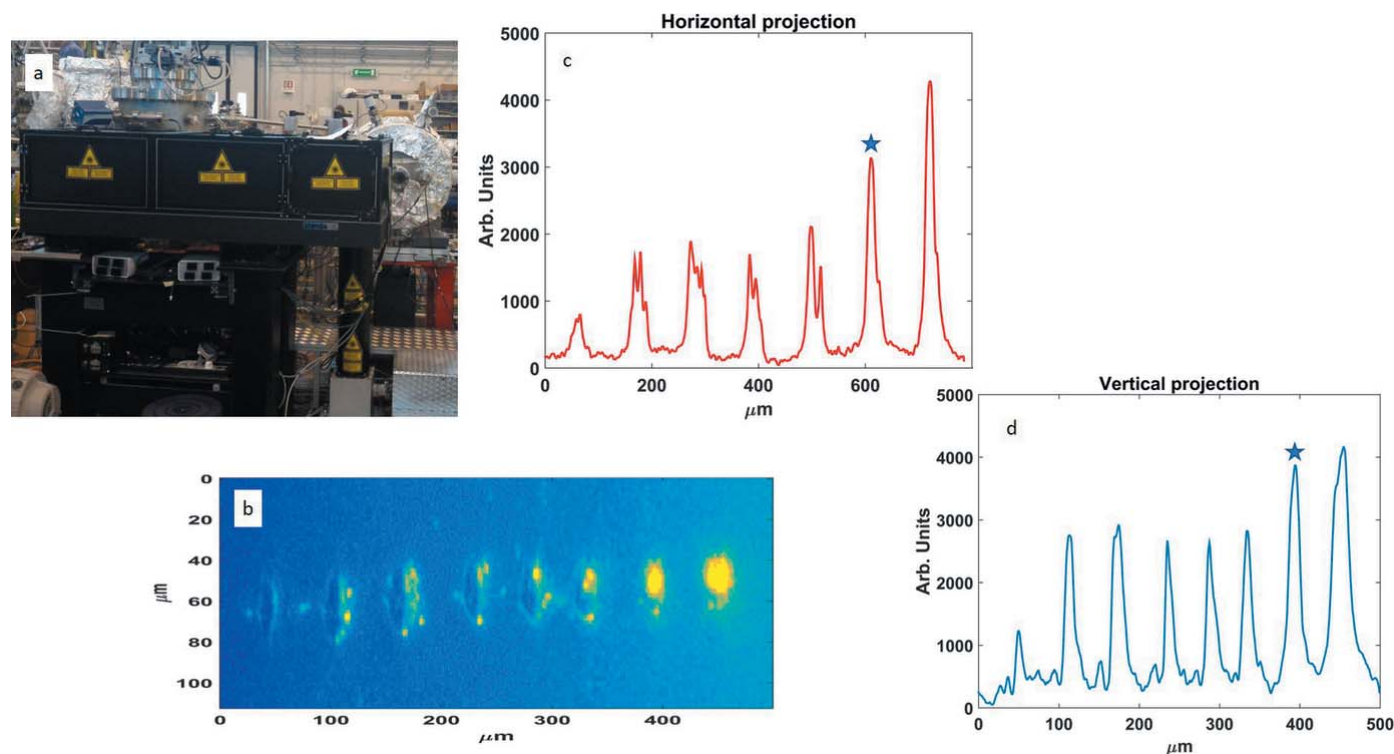 a
Horizontal projection
c
5000
4000
3000
2000
1000
0
Arb. Units
0 200 400 600
μm
b
0
20
40
60
80
100
μm
0 100 200 300 400
μm
Vertical projection
d
5000
4000
3000
2000
1000
0
Arb. Units
0 100 200 300 400 500
μm